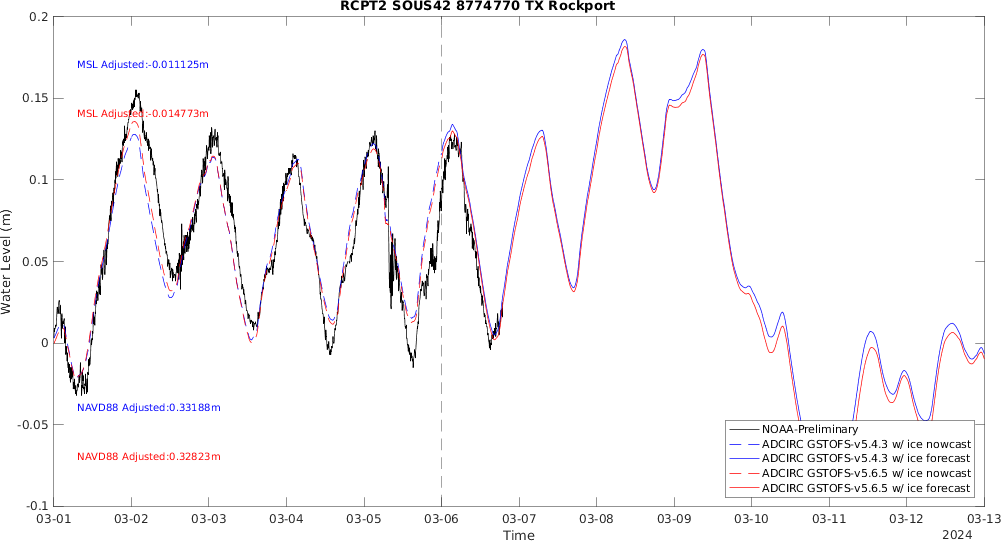 RCPT2 SOUS42 8774770 TX Rockport
0.2
MSL Adjusted:-0.011125m
0.15
MSL Adjusted:-0.014773m
0.1
Water Level (m)
0.05
0
NAVD88 Adjusted:0.33188m
-0.05
NAVD88 Adjusted:0.32823m
-0.1
NOAA-Preliminary
ADCIRC GSTOFS-v5.4.3 w/ ice nowcast
ADCIRC GSTOFS-v5.4.3 w/ ice forecast
ADCIRC GSTOFS-v5.6.5 w/ ice nowcast
ADCIRC GSTOFS-v5.6.5 w/ ice forecast
03-01 03-02 03-03 03-04 03-05 03-06 03-07 03-08 03-09 03-10 03-11 03-12 03-13
Time
2024